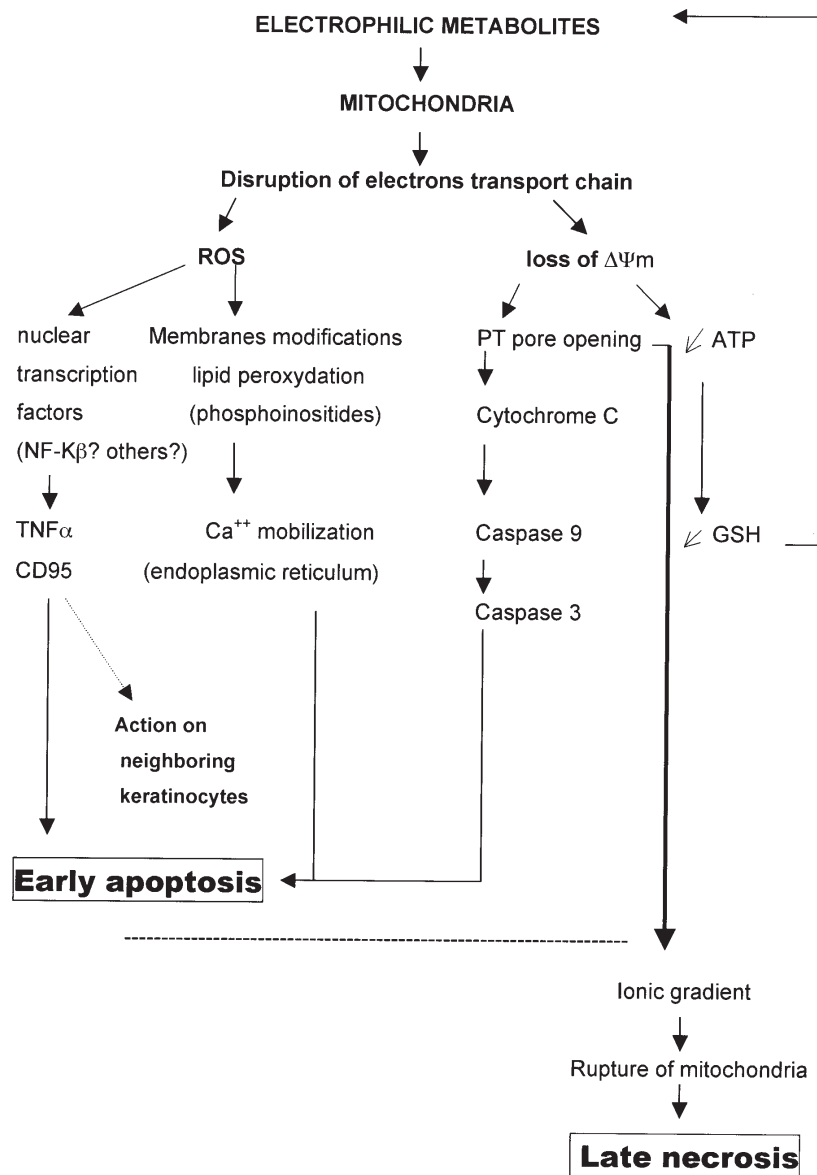 ELECTROPHILIC METABOLITES
MITOCHONDRIA
Disruption of electrons transport chain
ROS
loss of ΔΨm
nuclear
transcription
factors
(NF-Kβ? others?)
Membranes modifications
lipid peroxydation
(phosphoinositides)
PT pore opening
ATP
Cytochrome C
TNFα
CD95
Ca⁺⁺ mobilization
(endoplasmic reticulum)
Caspase 9
GSH
Caspase 3
Action on
neighboring
keratinocytes
Early apoptosis
Ionic gradient
Rupture of mitochondria
Late necrosis